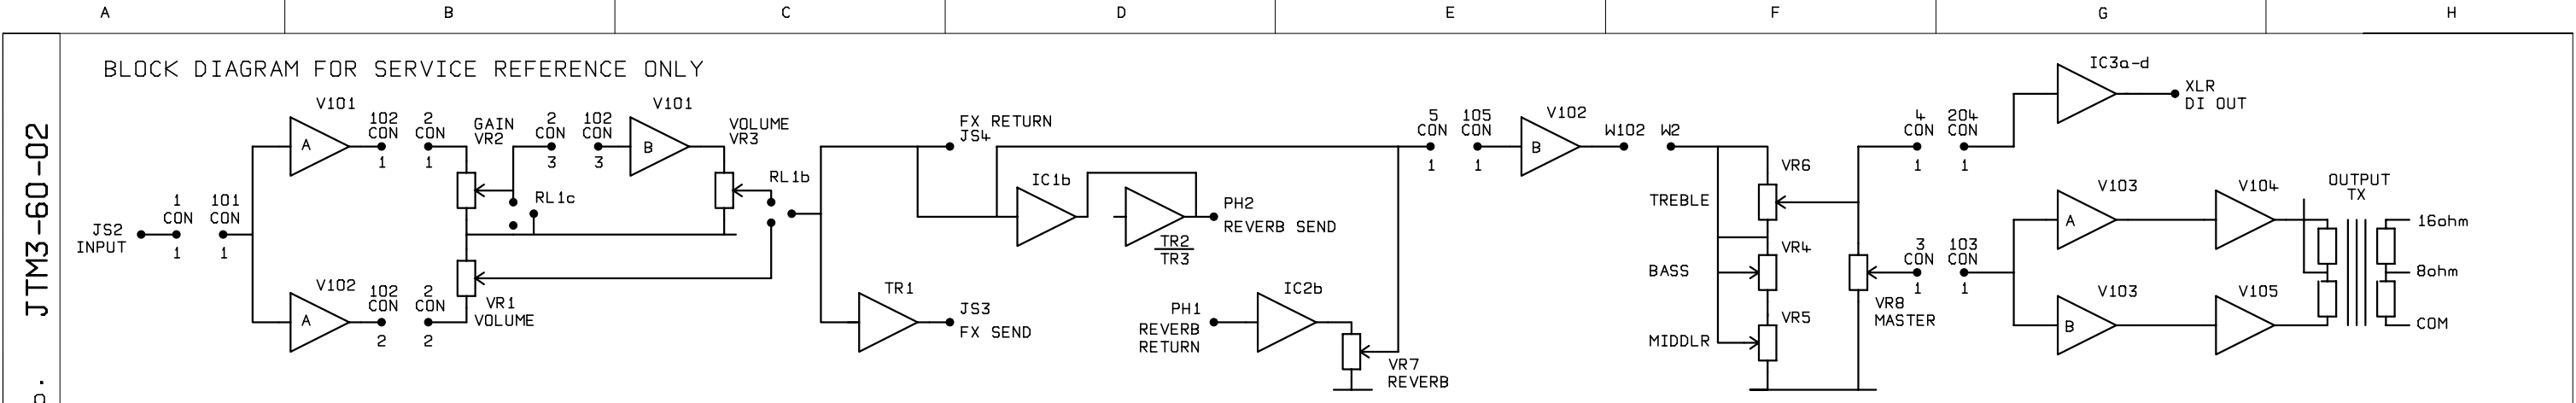 A
B
C
D
E
F
G
H
BLOCK DIAGRAM FOR SERVICE REFERENCE ONLY
JTM3-60-02
JS2
INPUT
1
CON
1
101
CON
1
V101
A
102
CON
1
2
CON
1
GAIN
VR2
2
CON
3
102
CON
3
RL1c
V102
A
102
CON
2
2
CON
2
VR1
VOLUME
V101
B
VOLUME
VR3
RL1b
TR1
JS3
FX SEND
FX RETURN
JS4
IC1b
TR2
TR3
PH2
REVERB SEND
PH1
REVERB
RETURN
IC2b
VR7
REVERB
5
CON
1
105
CON
1
V102
B
W102
W2
VR6
TREBLE
VR4
BASS
VR5
MIDDLR
VR8
MASTER
4
CON
1
204
CON
1
3
CON
1
103
CON
1
IC3a-d
XLR
DI OUT
V103
A
V104
V103
B
V105
OUTPUT
TX
16ohm
8ohm
COM